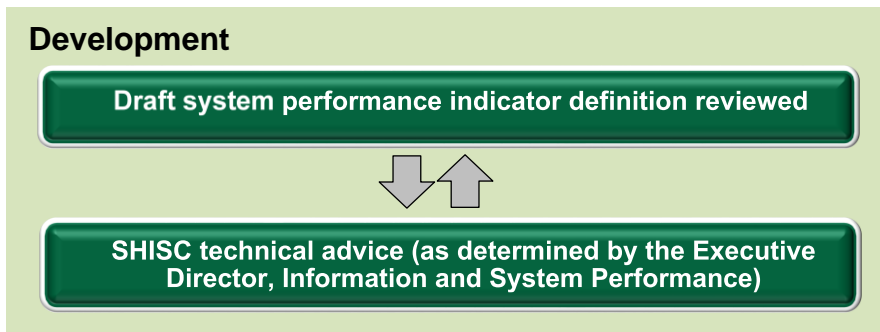 Development
Draft system performance indicator definition reviewed
SHISC technical advice (as determined by the Executive
Director, Information and System Performance)